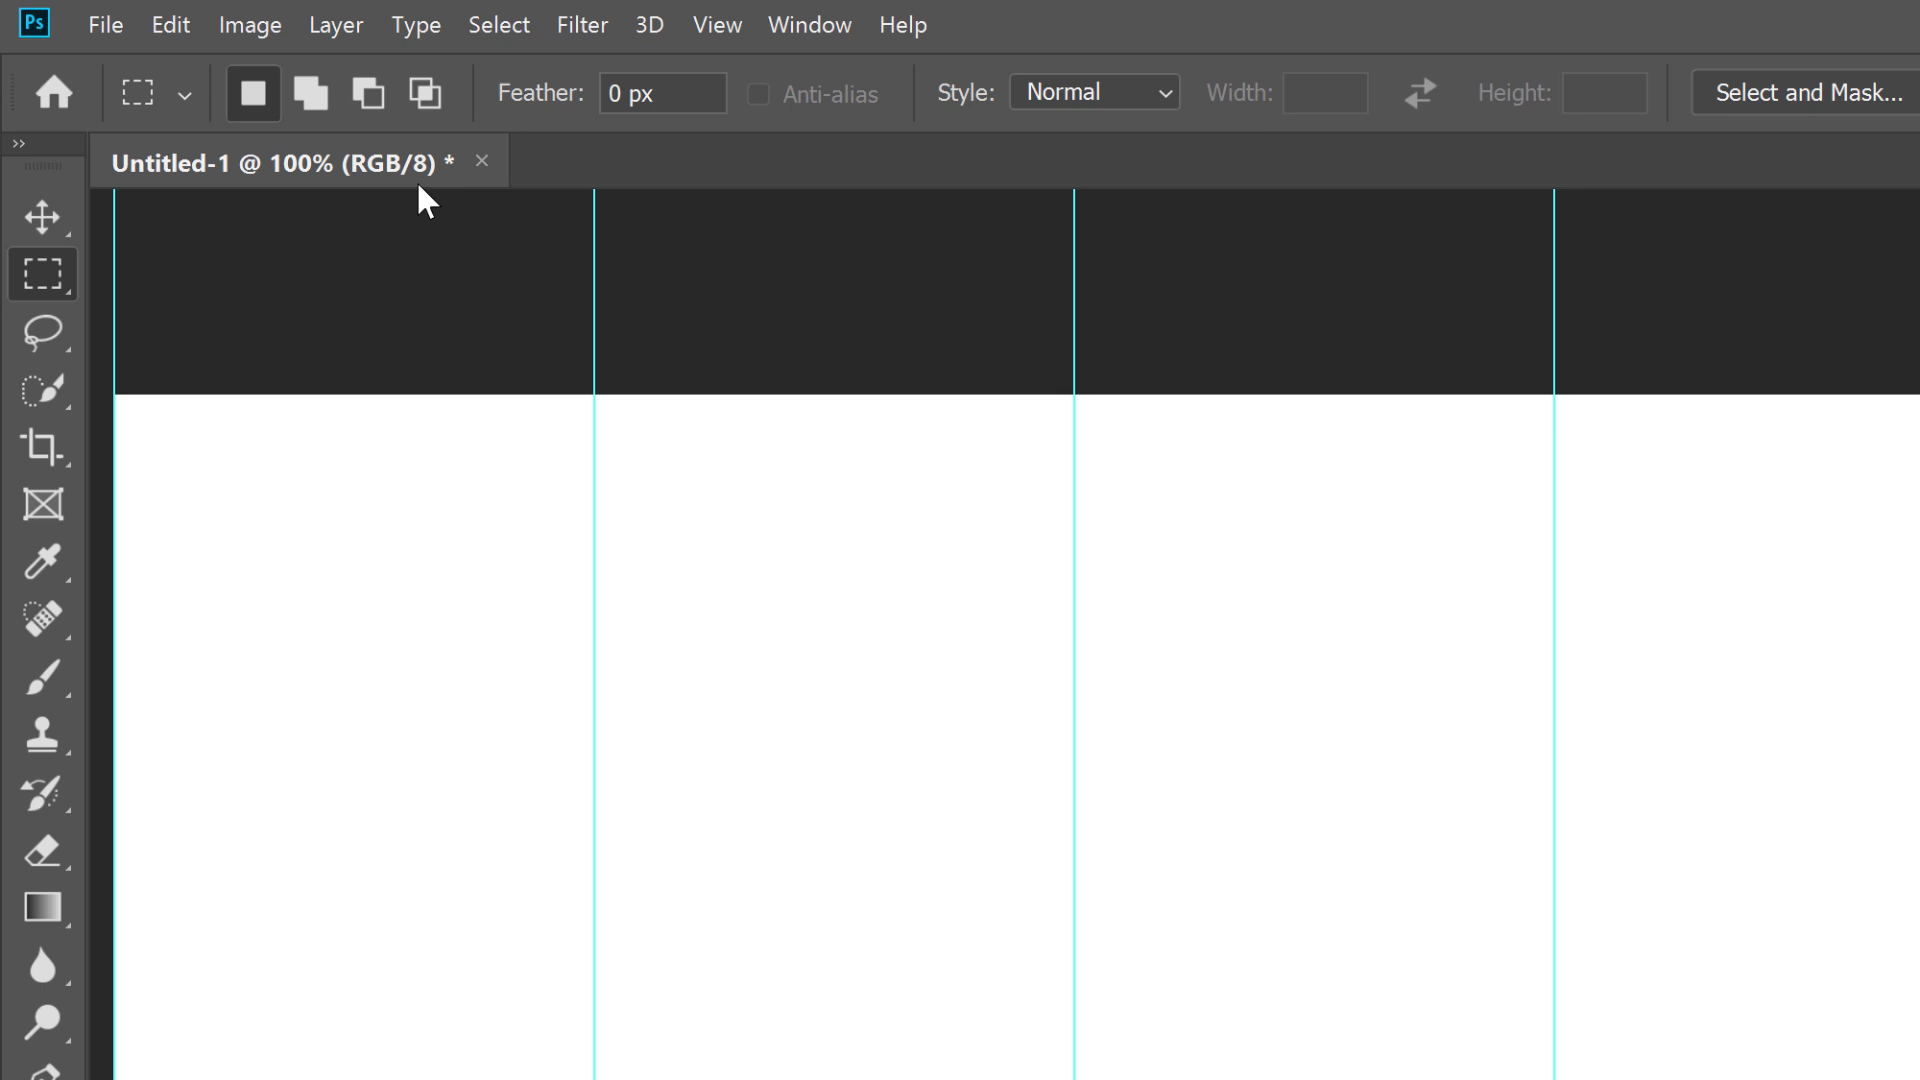 Ps File Edit Image Layer Type Select Filter 3D View Window Help
Feather: 0 px Anti-alias Style: Normal Width: Height: Select and Mask...
Untitled-1 @ 100% (RGB/8) *